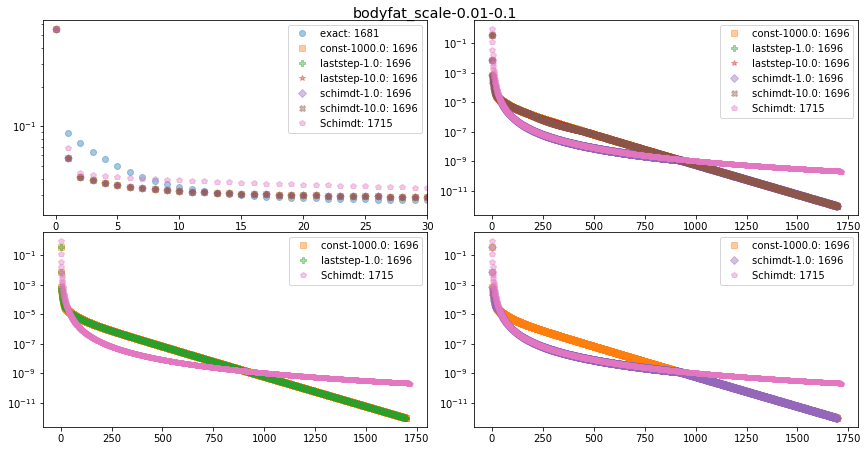 bodyfat_scale-0.01-0.1
exact: 1681
const-1000.0: 1696
laststep-1.0: 1696
laststep-10.0: 1696
schimdt-1.0: 1696
schimdt-10.0: 1696
Schimdt: 1715
10⁻¹
0 5 10 15 20 25 30
const-1000.0: 1696
laststep-1.0: 1696
laststep-10.0: 1696
schimdt-1.0: 1696
schimdt-10.0: 1696
Schimdt: 1715
10⁻¹
10⁻³
10⁻⁵
10⁻⁷
10⁻⁹
10⁻¹¹
0 250 500 750 1000 1250 1500 1750
const-1000.0: 1696
laststep-1.0: 1696
Schimdt: 1715
10⁻¹
10⁻³
10⁻⁵
10⁻⁷
10⁻⁹
10⁻¹¹
0 250 500 750 1000 1250 1500 1750
const-1000.0: 1696
schimdt-1.0: 1696
Schimdt: 1715
10⁻¹
10⁻³
10⁻⁵
10⁻⁷
10⁻⁹
10⁻¹¹
0 250 500 750 1000 1250 1500 1750